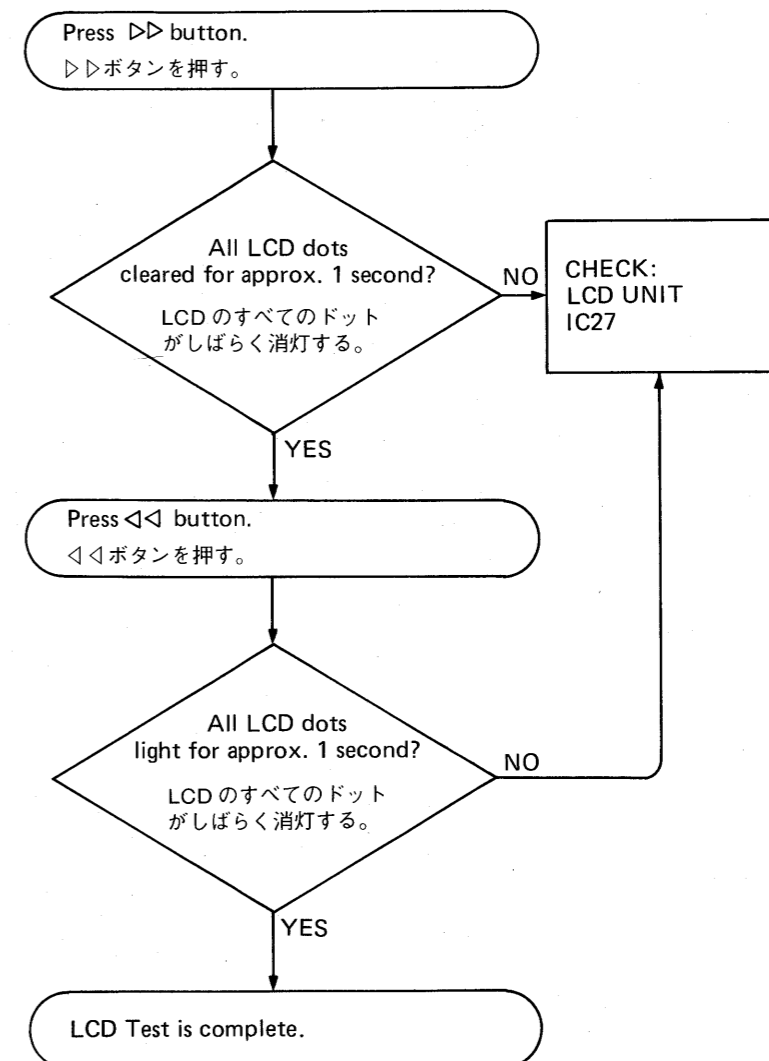 Press ▷▷ button.
▷▷ボタンを押す。
All LCD dots
cleared for approx. 1 second?
LCDのすべてのドット
がしばらく消灯する。
NO
CHECK:
LCD UNIT
IC27
YES
Press ◁◁ button.
◁◁ボタンを押す。
All LCD dots
light for approx. 1 second?
LCDのすべてのドット
がしばらく消灯する。
NO
YES
LCD Test is complete.